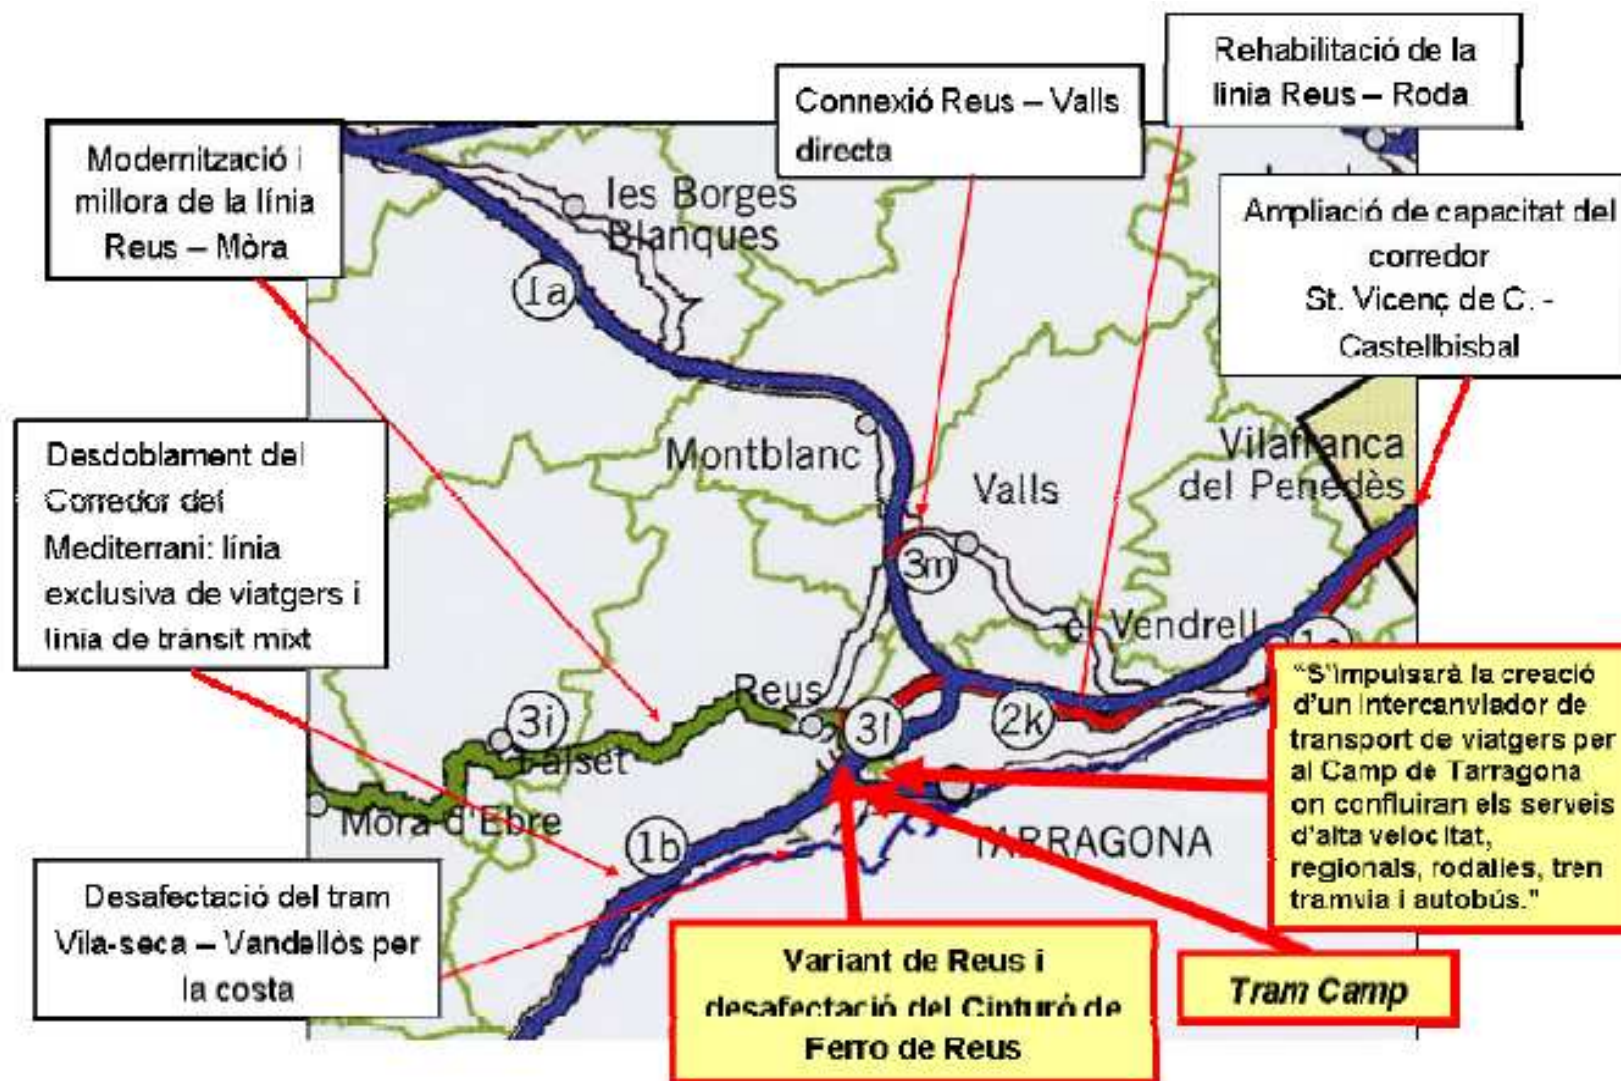 Modernització i
millora de la línia
Reus – Mòra
Connexió Reus – Valls
directa
Rehabilitació de la
línia Reus – Roda
Ampliació de capacitat del
corredor
St. Vicenç de C. -
Castellbisbal
Desdoblament del
Corredor del
Mediterrani: línia
exclusiva de viatgers i
línia de trànsit mixt
Desafectació del tram
Vila-seca – Vandellòs per
la costa
Variant de Reus i
desafectació del Cinturó de
Ferro de Reus
Tram Camp
“S’impulsarà la creació
d’un intercanviador de
transport de viatgers per
al Camp de Tarragona
on confluiran els serveis
d’alta velocitat,
regionals, rodalies, tren
tramvia i autobús.”
les Borges
Blanques
1a
Montblanc
Valls
Vilafranca
del Penedès
3m
el Vendrell
Reus
3i
3l
2k
Falset
Móra d'Ebre
1b
TARRAGONA